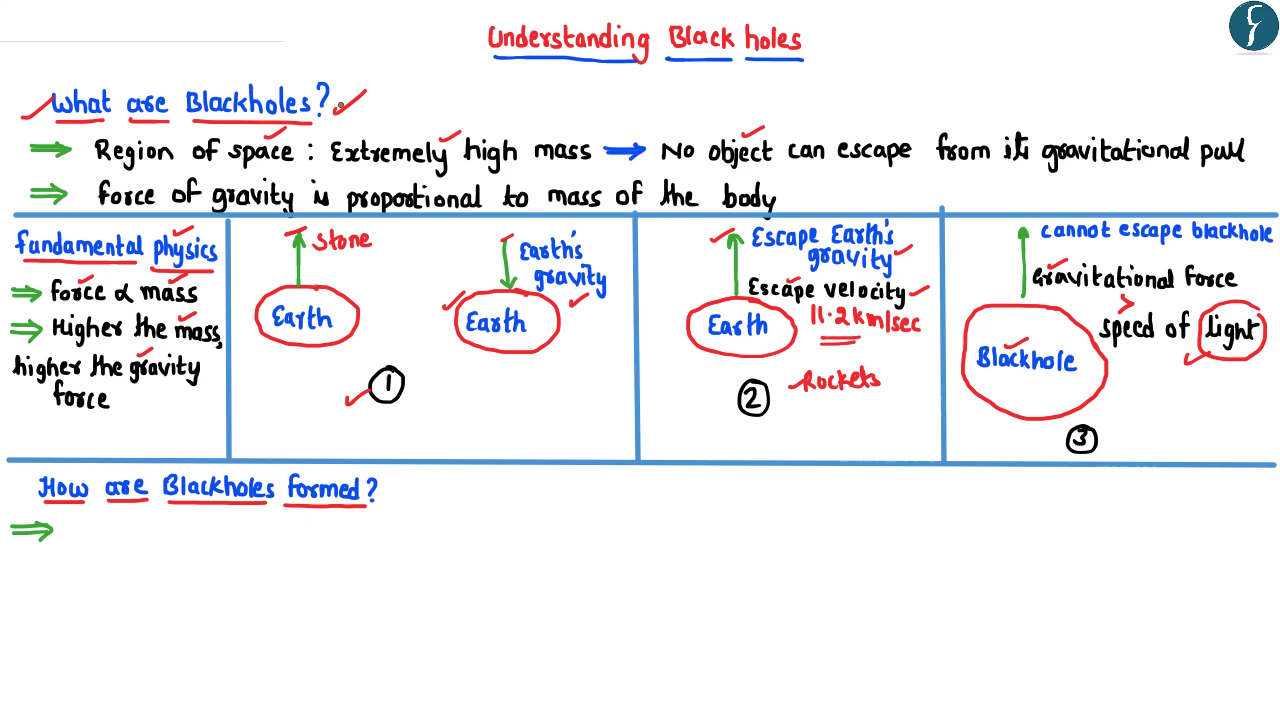 Understanding Black holes
What are Blackholes?
⇒ Region of space : Extremely high mass → No object can escape from its gravitational pull
⇒ force of gravity is proportional to mass of the body
fundamental physics
⇒ force α mass
⇒ Higher the mass,
higher the gravity
force
Stone
Earth
Earth's
gravity
Earth
1
Escape Earth's
gravity
Escape velocity
11.2 km/sec
Earth
Rockets
2
cannot escape blackhole
Gravitational force
>
speed of light
Blackhole
3
How are Blackholes formed?
⇒